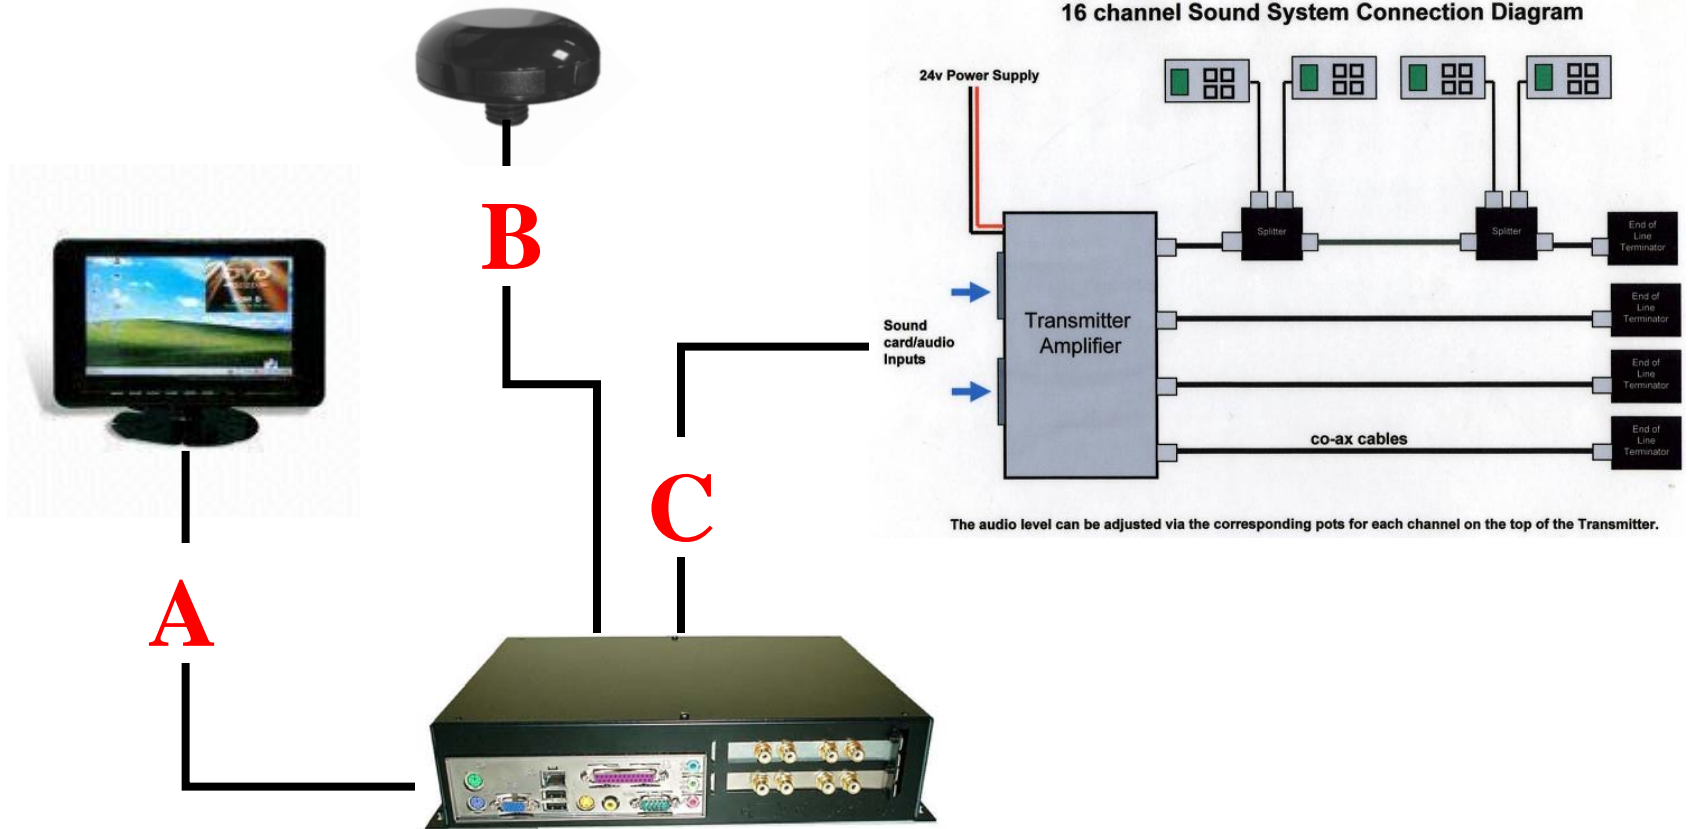 16 channel Sound System Connection Diagram
24v Power Supply
B
Splitter
Splitter
End of
Line
Terminator
Sound
card/audio
Inputs
Transmitter
Amplifier
End of
Line
Terminator
End of
Line
Terminator
co-ax cables
End of
Line
Terminator
C
The audio level can be adjusted via the corresponding pots for each channel on the top of the Transmitter.
DVD
A